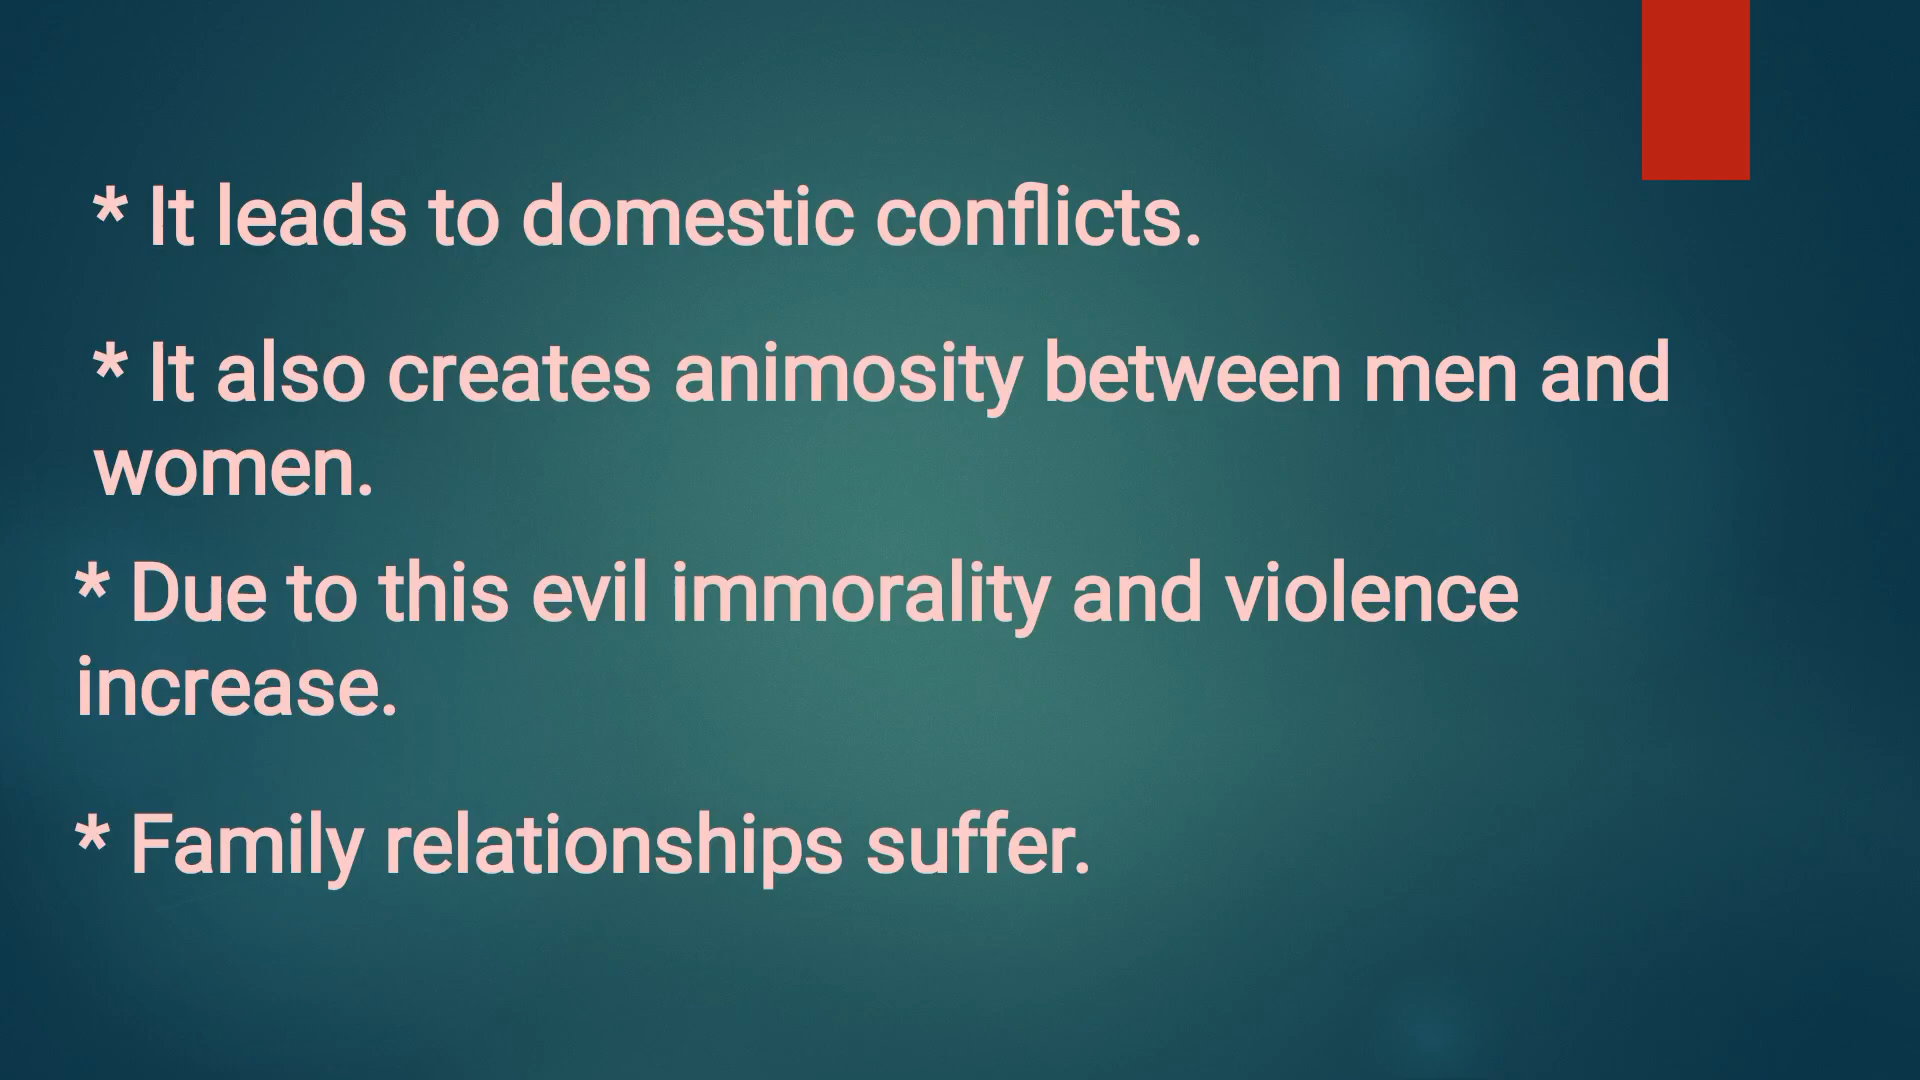 * It leads to domestic conflicts.
* It also creates animosity between men and
women.
* Due to this evil immorality and violence
increase.
* Family relationships suffer.